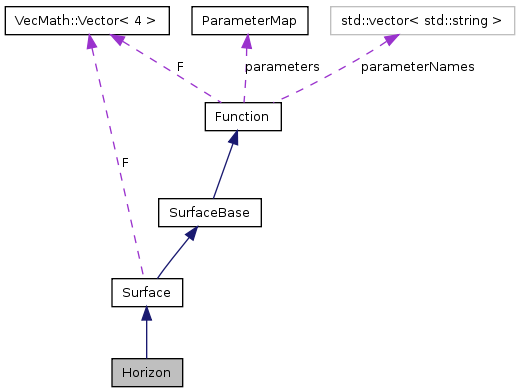 VecMath::Vector< 4 >
ParameterMap
std::vector< std::string >
F
parameters
parameterNames
Function
F
SurfaceBase
Surface
Horizon